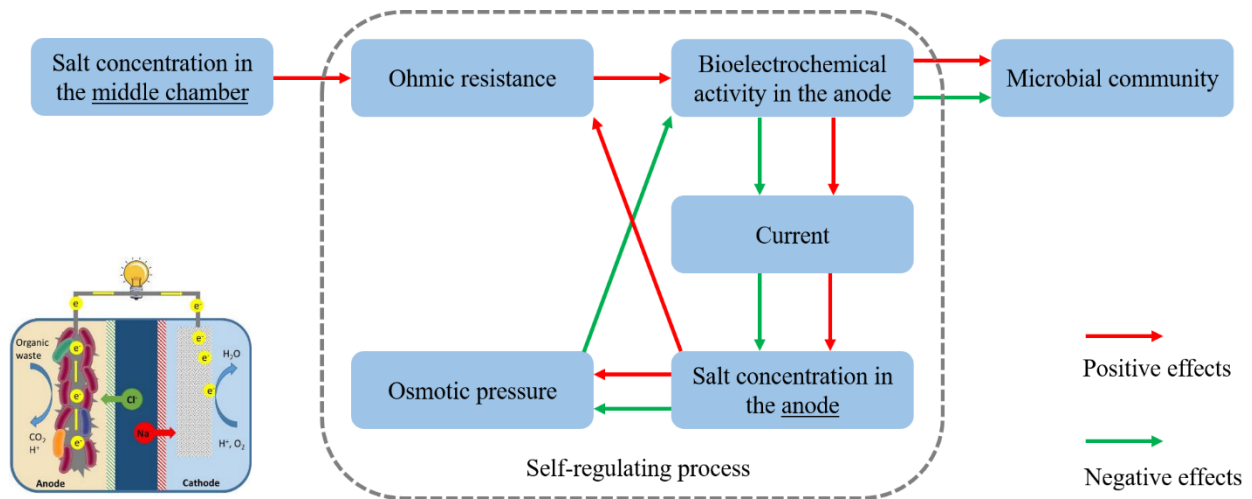 Salt concentration in
the middle chamber
Ohmic resistance
Bioelectrochemical
activity in the anode
Microbial community
Current
Osmotic pressure
Salt concentration in
the anode
Self-regulating process
Positive effects
Negative effects
e-
e-
e-
Organic
waste
e-
e-
e-
H₂O
e-
Cl-
e-
Na
e-
CO₂
H⁺
H⁺, O₂
Anode
Cathode